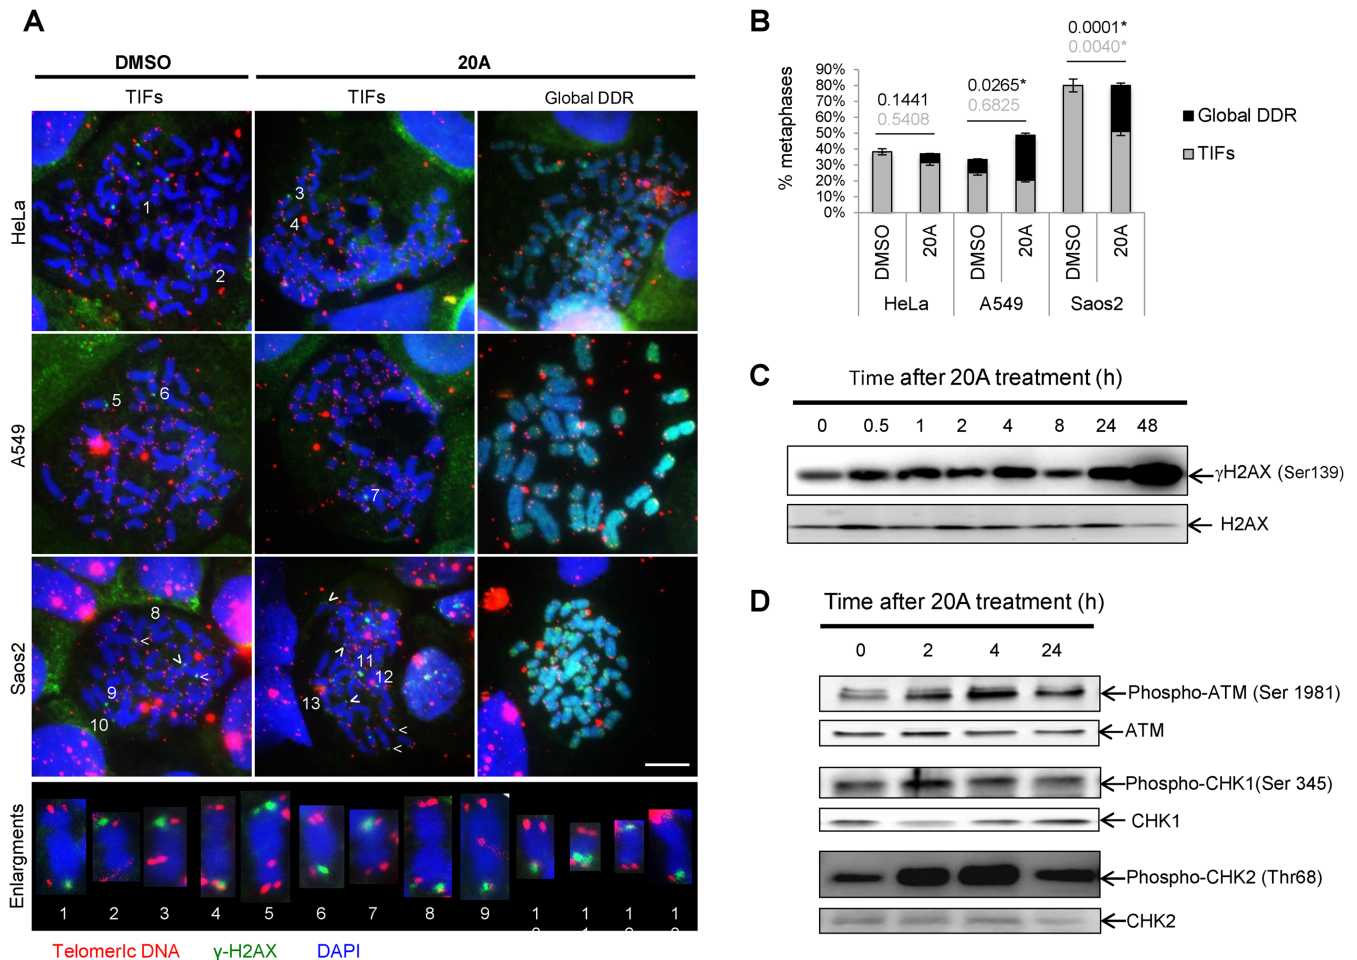 A
DMSO
20A
TIFs
TIFs
Global DDR
HeLa
1
2
3
4
A549
5
6
7
Saos2
8
9
10
11
12
13
Enlargments
1 2 3 4 5 6 7 8 9
TelomerIc DNA γ-H2AX DAPI
B
0.0001*
0.0040*
0.0265*
0.6825
0.1441
0.5408
% metaphases
90%
80%
70%
60%
50%
40%
30%
20%
10%
0%
Global DDR
TIFs
DMSO 20A DMSO 20A DMSO 20A
HeLa A549 Saos2
C
Time after 20A treatment (h)
0 0.5 1 2 4 8 24 48
γH2AX (Ser139)
H2AX
D
Time after 20A treatment (h)
0 2 4 24
Phospho-ATM (Ser 1981)
ATM
Phospho-CHK1(Ser 345)
CHK1
Phospho-CHK2 (Thr68)
CHK2